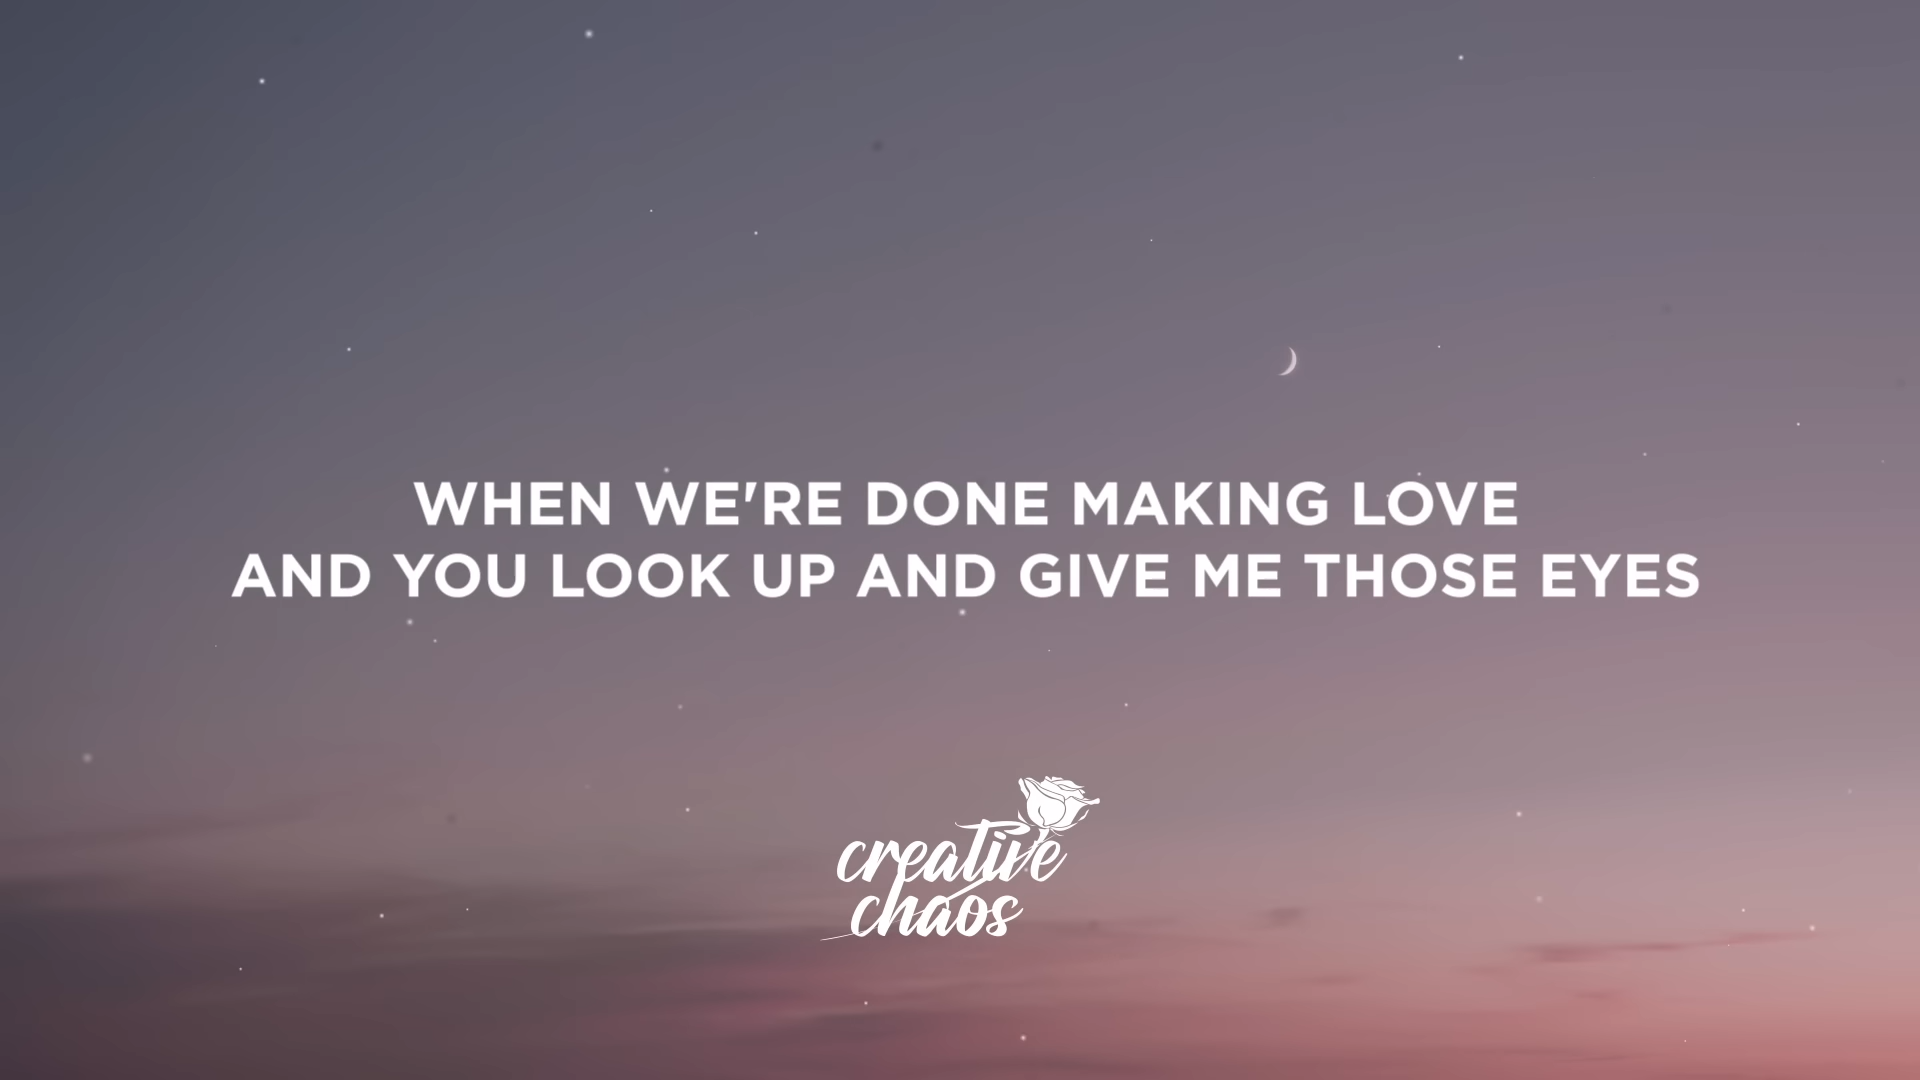 WHEN WE'RE DONE MAKING LOVE
AND YOU LOOK UP AND GIVE ME THOSE EYES
creative
chaos